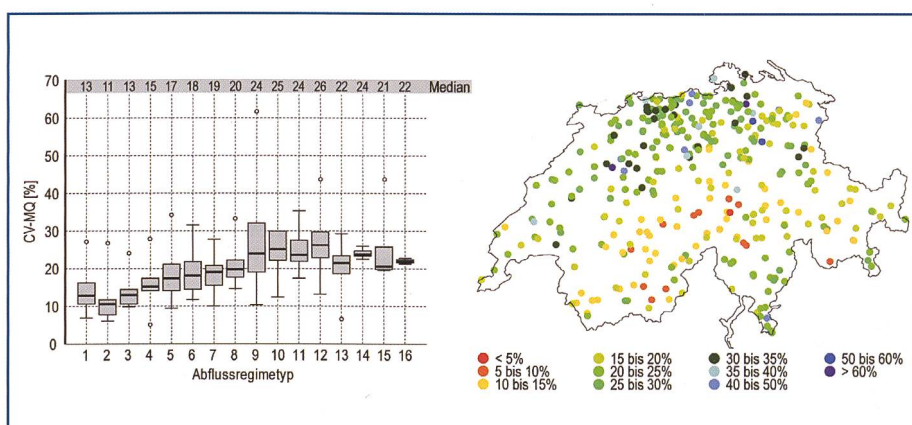 70
13 11 13 15 17 18 19 20 24 25 24 26 22 24 21 22 Median
60
50
40
30
20
10
0
CV-MQ [%]
1 2 3 4 5 6 7 8 9 10 11 12 13 14 15 16
Abflussregimetyp
< 5% 15 bis 20% 30 bis 35% 50 bis 60%
5 bis 10% 20 bis 25% 35 bis 40% > 60%
10 bis 15% 25 bis 30% 40 bis 50%